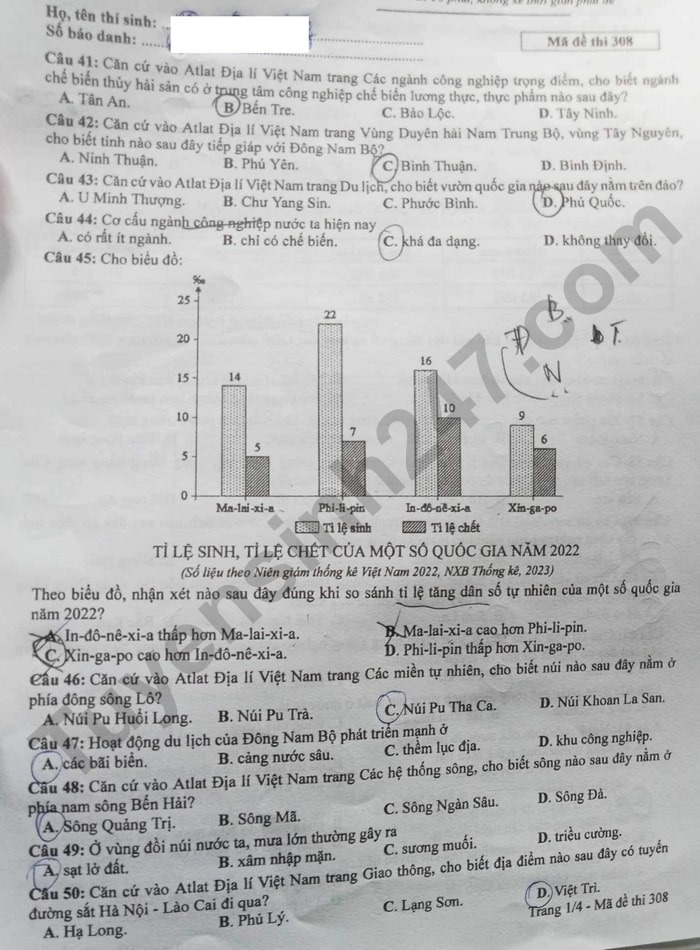 Họ, tên thí sinh:
Số báo danh:
Mã đề thi 308
Câu 41: Căn cứ vào Atlat Địa lí Việt Nam trang Các ngành công nghiệp trọng điểm, cho biết ngành
chế biến thủy hải sản có ở trung tâm công nghiệp chế biến lương thực, thực phẩm nào sau đây?
A. Tân An. B. Bến Tre. C. Bảo Lộc. D. Tây Ninh.
Câu 42: Căn cứ vào Atlat Địa lí Việt Nam trang Vùng Duyên hải Nam Trung Bộ, vùng Tây Nguyên,
cho biết tỉnh nào sau đây tiếp giáp với Đông Nam Bộ?
A. Ninh Thuận. B. Phú Yên. C. Bình Thuận. D. Bình Định.
Câu 43: Căn cứ vào Atlat Địa lí Việt Nam trang Du lịch, cho biết vườn quốc gia nào sau đây nằm trên đảo?
A. U Minh Thượng. B. Chư Yang Sin. C. Phước Bình. D. Phú Quốc.
Câu 44: Cơ cấu ngành công nghiệp nước ta hiện nay
A. có rất ít ngành. B. chỉ có chế biến. C. khá đa dạng. D. không thay đổi.
Câu 45: Cho biểu đồ:
‰
25
20
15
10
5
0
14 5 22 7 16 10 9 6
Ma-lai-xi-a Phi-li-pin In-đô-nê-xi-a Xin-ga-po
Tỉ lệ sinh Tỉ lệ chết
B.
N
TỈ LỆ SINH, TỈ LỆ CHẾT CỦA MỘT SỐ QUỐC GIA NĂM 2022
(Số liệu theo Niên giám thống kê Việt Nam 2022, NXB Thống kê, 2023)
Theo biểu đồ, nhận xét nào sau đây đúng khi so sánh tỉ lệ tăng dân số tự nhiên của một số quốc gia
năm 2022?
A. In-đô-nê-xi-a thấp hơn Ma-lai-xi-a. B. Ma-lai-xi-a cao hơn Phi-li-pin.
C. Xin-ga-po cao hơn In-đô-nê-xi-a. D. Phi-li-pin thấp hơn Xin-ga-po.
Câu 46: Căn cứ vào Atlat Địa lí Việt Nam trang Các miền tự nhiên, cho biết núi nào sau đây nằm ở
phía đông sông Lô?
A. Núi Pu Huổi Long. B. Núi Pu Trà. C. Núi Pu Tha Ca. D. Núi Khoan La San.
Câu 47: Hoạt động du lịch của Đông Nam Bộ phát triển mạnh ở
A. các bãi biển. B. cảng nước sâu. C. thềm lục địa. D. khu công nghiệp.
Câu 48: Căn cứ vào Atlat Địa lí Việt Nam trang Các hệ thống sông, cho biết sông nào sau đây nằm ở
phía nam sông Bến Hải?
A. Sông Quảng Trị. B. Sông Mã. C. Sông Ngàn Sâu. D. Sông Đà.
Câu 49: Ở vùng đồi núi nước ta, mưa lớn thường gây ra
A. sạt lở đất. B. xâm nhập mặn. C. sương muối. D. triều cường.
Câu 50: Căn cứ vào Atlat Địa lí Việt Nam trang Giao thông, cho biết địa điểm nào sau đây có tuyến
đường sắt Hà Nội - Lào Cai đi qua?
A. Hạ Long. B. Phủ Lý. C. Lạng Sơn. D. Việt Trì.
Trang 1/4 - Mã đề thi 308
Tuyensinh247.com